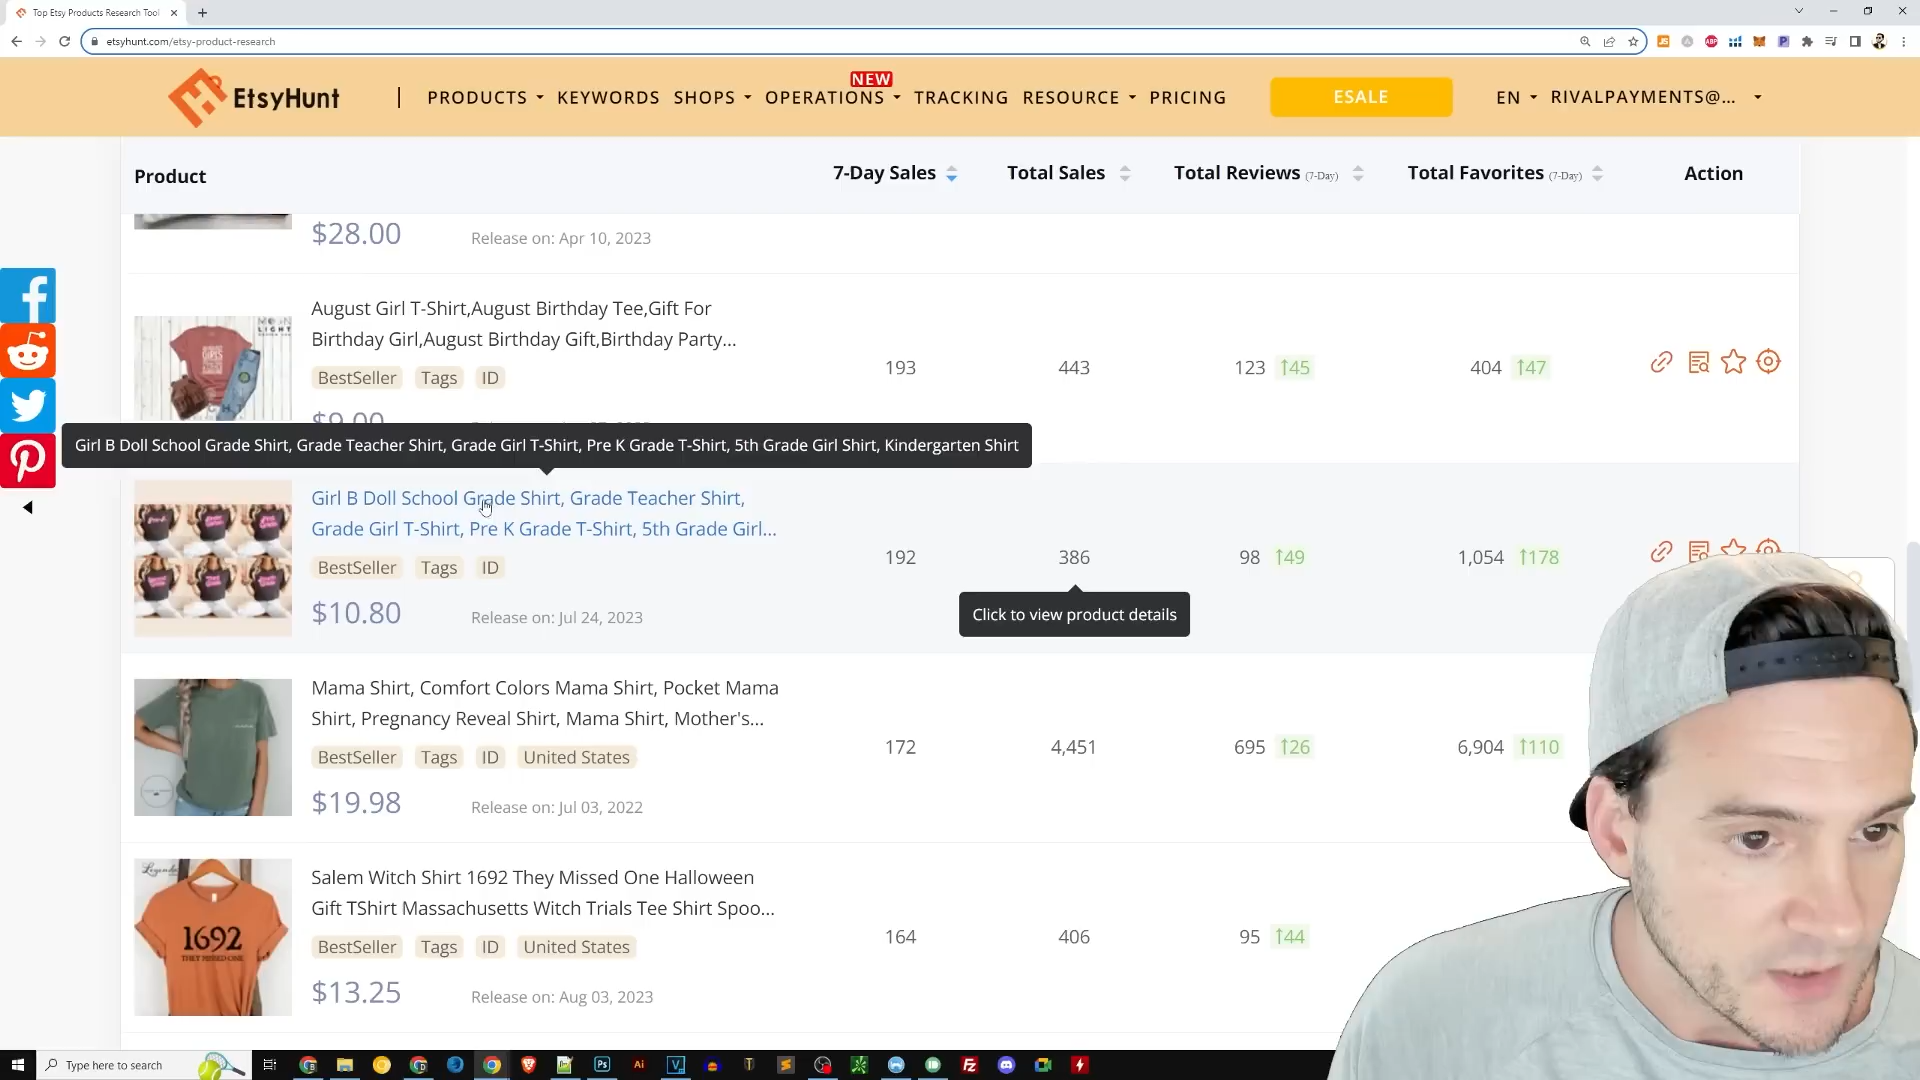 Top Etsy Products Research Tool
etsyhunt.com/etsy-product-research
EtsyHunt
PRODUCTS
KEYWORDS
SHOPS
NEW
OPERATIONS
TRACKING
RESOURCE
PRICING
ESALE
EN
RIVALPAYMENTS@...
Product
7-Day Sales
Total Sales
Total Reviews (7-Day)
Total Favorites (7-Day)
Action
$28.00
Release on: Apr 10, 2023
August Girl T-Shirt,August Birthday Tee,Gift For
Birthday Girl,August Birthday Gift,Birthday Party...
BestSeller Tags ID
$9.00
193
443
123 ↑45
404 ↑47
Girl B Doll School Grade Shirt, Grade Teacher Shirt, Grade Girl T-Shirt, Pre K Grade T-Shirt, 5th Grade Girl Shirt, Kindergarten Shirt
Girl B Doll School Grade Shirt, Grade Teacher Shirt,
Grade Girl T-Shirt, Pre K Grade T-Shirt, 5th Grade Girl...
BestSeller Tags ID
$10.80
Release on: Jul 24, 2023
192
386
98 ↑49
1,054 ↑178
Click to view product details
Mama Shirt, Comfort Colors Mama Shirt, Pocket Mama
Shirt, Pregnancy Reveal Shirt, Mama Shirt, Mother's...
BestSeller Tags ID United States
$19.98
Release on: Jul 03, 2022
172
4,451
695 ↑26
6,904 ↑110
1692
THEY MISSED ONE
Salem Witch Shirt 1692 They Missed One Halloween
Gift TShirt Massachusetts Witch Trials Tee Shirt Spoo...
BestSeller Tags ID United States
$13.25
Release on: Aug 03, 2023
164
406
95 ↑44
Type here to search